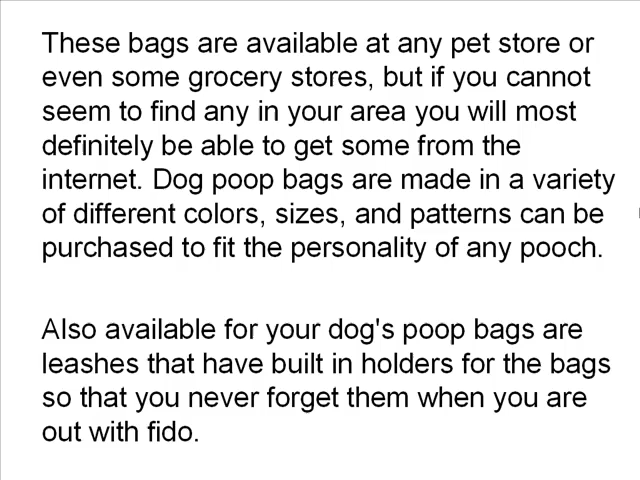 These bags are available at any pet store or
even some grocery stores, but if you cannot
seem to find any in your area you will most
definitely be able to get some from the
internet. Dog poop bags are made in a variety
of different colors, sizes, and patterns can be
purchased to fit the personality of any pooch.
Also available for your dog's poop bags are
leashes that have built in holders for the bags
so that you never forget them when you are
out with fido.